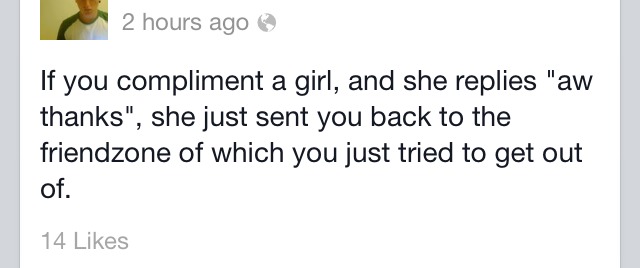 2 hours ago
If you compliment a girl, and she replies "aw
thanks", she just sent you back to the
friendzone of which you just tried to get out
of.
14 Likes